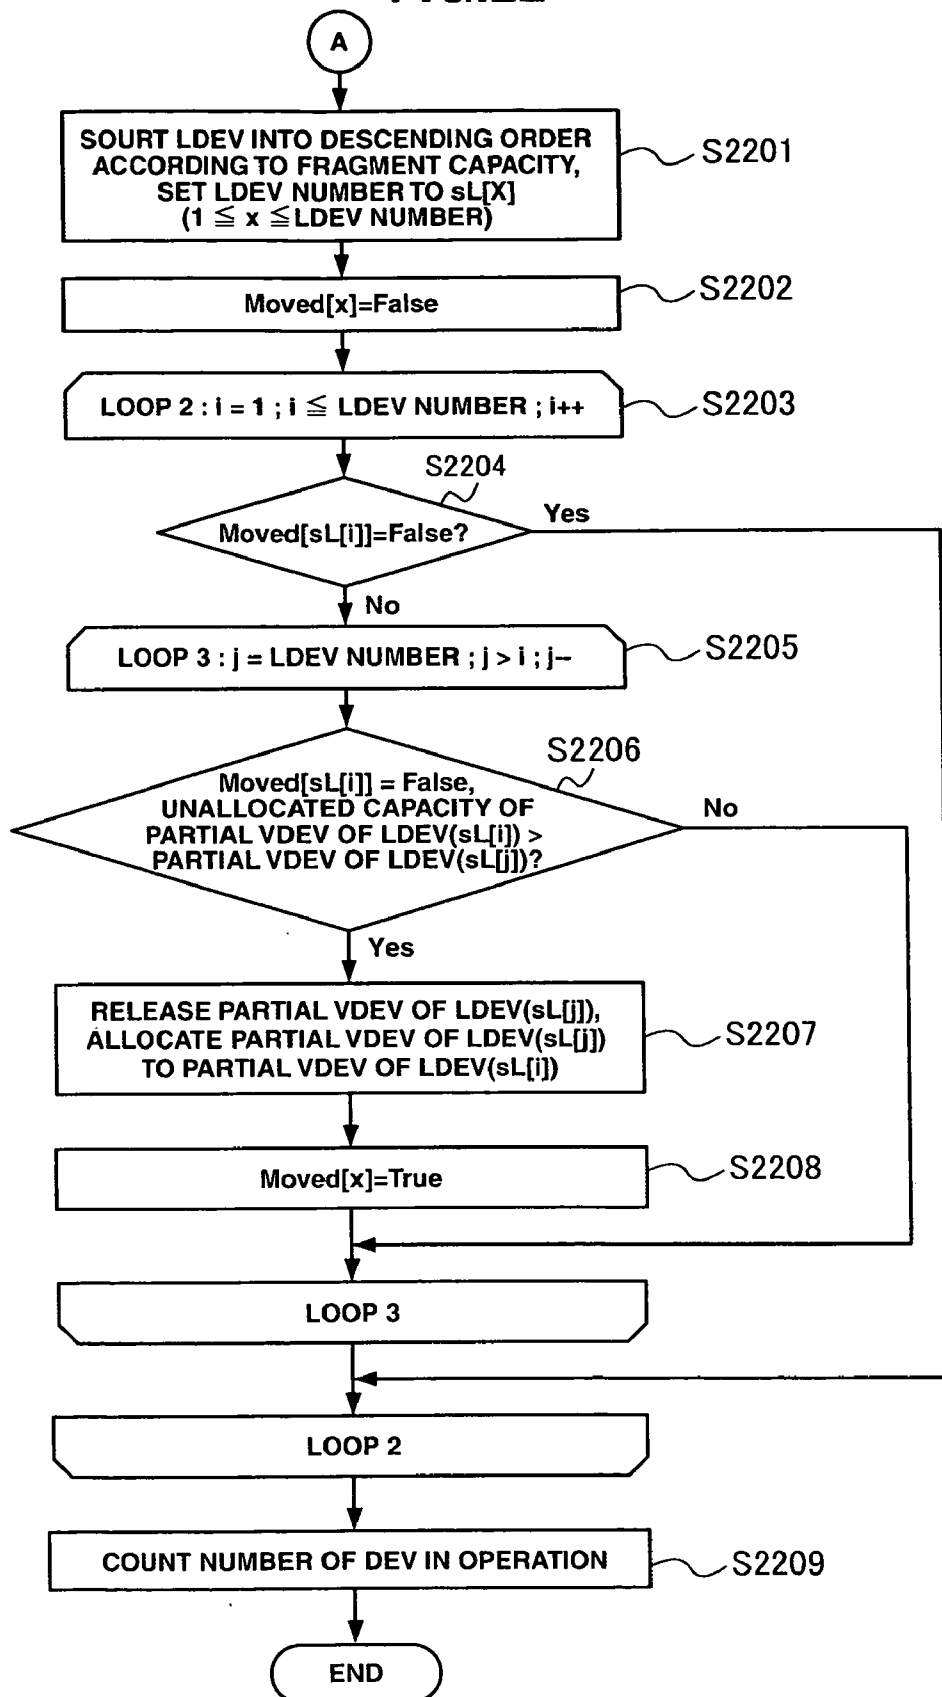 A
SOURT LDEV INTO DESCENDING ORDER
ACCORDING TO FRAGMENT CAPACITY,
SET LDEV NUMBER TO sL[X]
(1 ≦ x ≦LDEV NUMBER)
S2201
Moved[x]=False
S2202
LOOP 2 : i = 1 ; i ≦ LDEV NUMBER ; i++
S2203
S2204
Moved[sL[i]]=False?
Yes
No
LOOP 3 : j = LDEV NUMBER ; j > i ; j--
S2205
S2206
Moved[sL[i]] = False,
UNALLOCATED CAPACITY OF
PARTIAL VDEV OF LDEV(sL[i]) >
PARTIAL VDEV OF LDEV(sL[j])?
No
Yes
RELEASE PARTIAL VDEV OF LDEV(sL[j]),
ALLOCATE PARTIAL VDEV OF LDEV(sL[j])
TO PARTIAL VDEV OF LDEV(sL[i])
S2207
Moved[x]=True
S2208
LOOP 3
LOOP 2
COUNT NUMBER OF DEV IN OPERATION
S2209
END